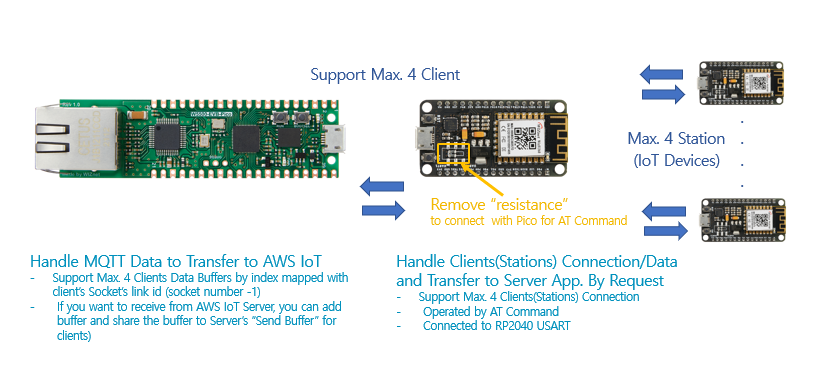 Support Max. 4 Client
W5500-EVB-Pico
Max. 4 Station
(IoT Devices)
Remove “resistance”
to connect with Pico for AT Command
Handle MQTT Data to Transfer to AWS IoT
- Support Max. 4 Clients Data Buffers by index mapped with
client’s Socket’s link id (socket number -1)
- If you want to receive from AWS IoT Server, you can add
buffer and share the buffer to Server’s “Send Buffer” for
clients)
Handle Clients(Stations) Connection/Data
and Transfer to Server App. By Request
- Support Max. 4 Clients(Stations) Connection
- Operated by AT Command
- Connected to RP2040 USART